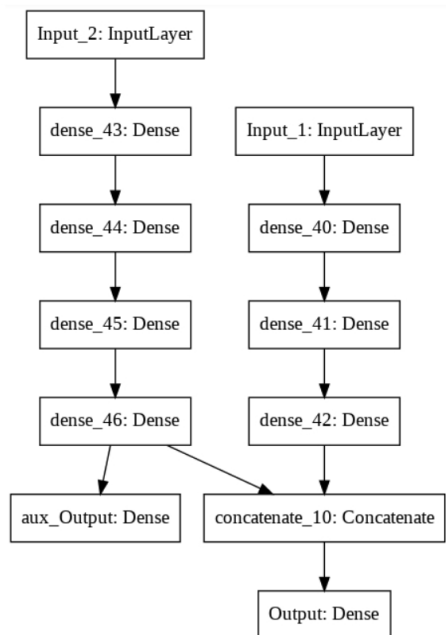 Input_2: InputLayer
dense_43: Dense
Input_1: InputLayer
dense_44: Dense
dense_40: Dense
dense_45: Dense
dense_41: Dense
dense_46: Dense
dense_42: Dense
aux_Output: Dense
concatenate_10: Concatenate
Output: Dense